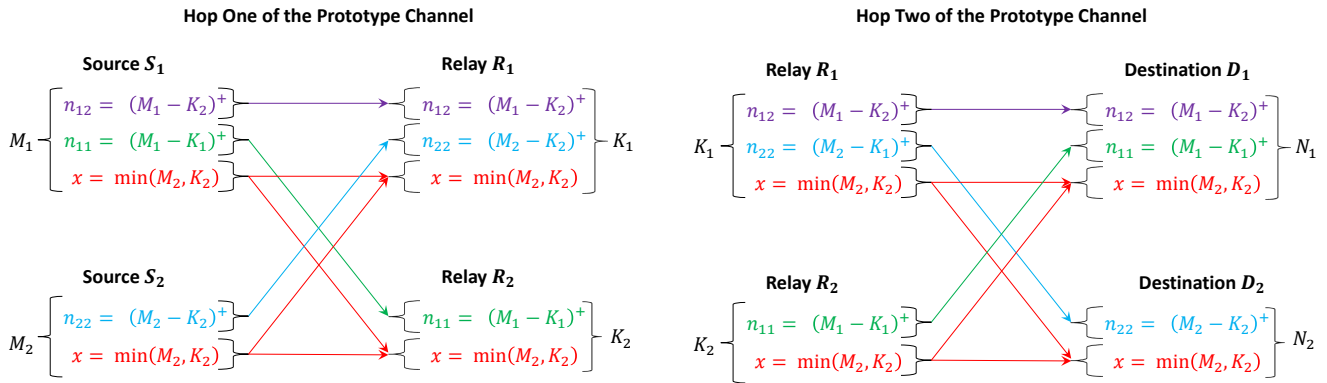 Hop One of the Prototype Channel
Source S₁
Relay R₁
M₁
n₁₂ = (M₁ − K₂)⁺
n₁₁ = (M₁ − K₁)⁺
x = min(M₂, K₂)
n₁₂ = (M₁ − K₂)⁺
n₂₂ = (M₂ − K₂)⁺
x = min(M₂, K₂)
K₁
Source S₂
Relay R₂
M₂
n₂₂ = (M₂ − K₂)⁺
x = min(M₂, K₂)
n₁₁ = (M₁ − K₁)⁺
x = min(M₂, K₂)
K₂
Hop Two of the Prototype Channel
Relay R₁
Destination D₁
K₁
n₁₂ = (M₁ − K₂)⁺
n₂₂ = (M₂ − K₁)⁺
x = min(M₂, K₂)
n₁₂ = (M₁ − K₂)⁺
n₁₁ = (M₁ − K₁)⁺
x = min(M₂, K₂)
N₁
Relay R₂
Destination D₂
K₂
n₁₁ = (M₁ − K₁)⁺
x = min(M₂, K₂)
n₂₂ = (M₂ − K₂)⁺
x = min(M₂, K₂)
N₂